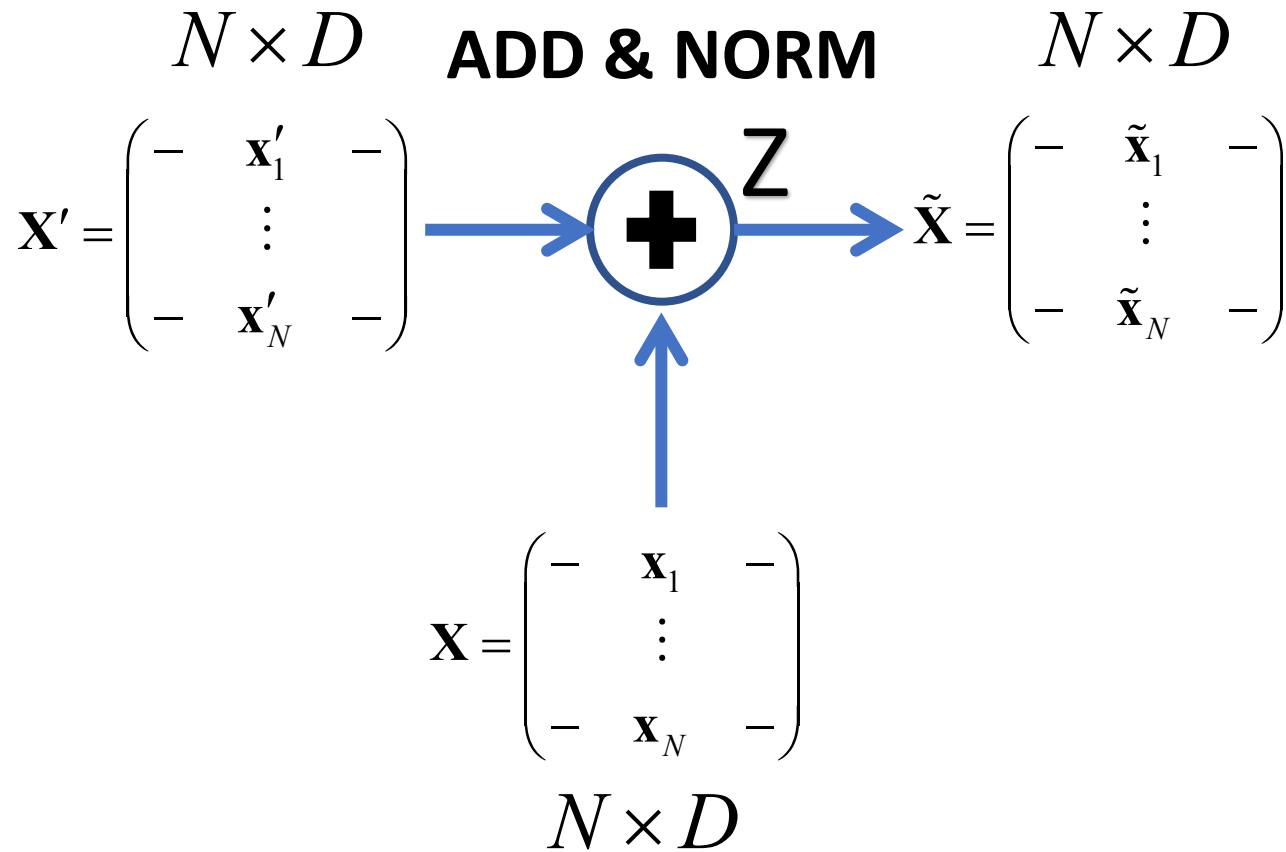 N × D ADD & NORM N × D
Z
X′ = ( − x′₁ − ⋮ − x′_N − )
X̃ = ( − x̃₁ − ⋮ − x̃_N − )
X = ( − x₁ − ⋮ − x_N − )
N × D